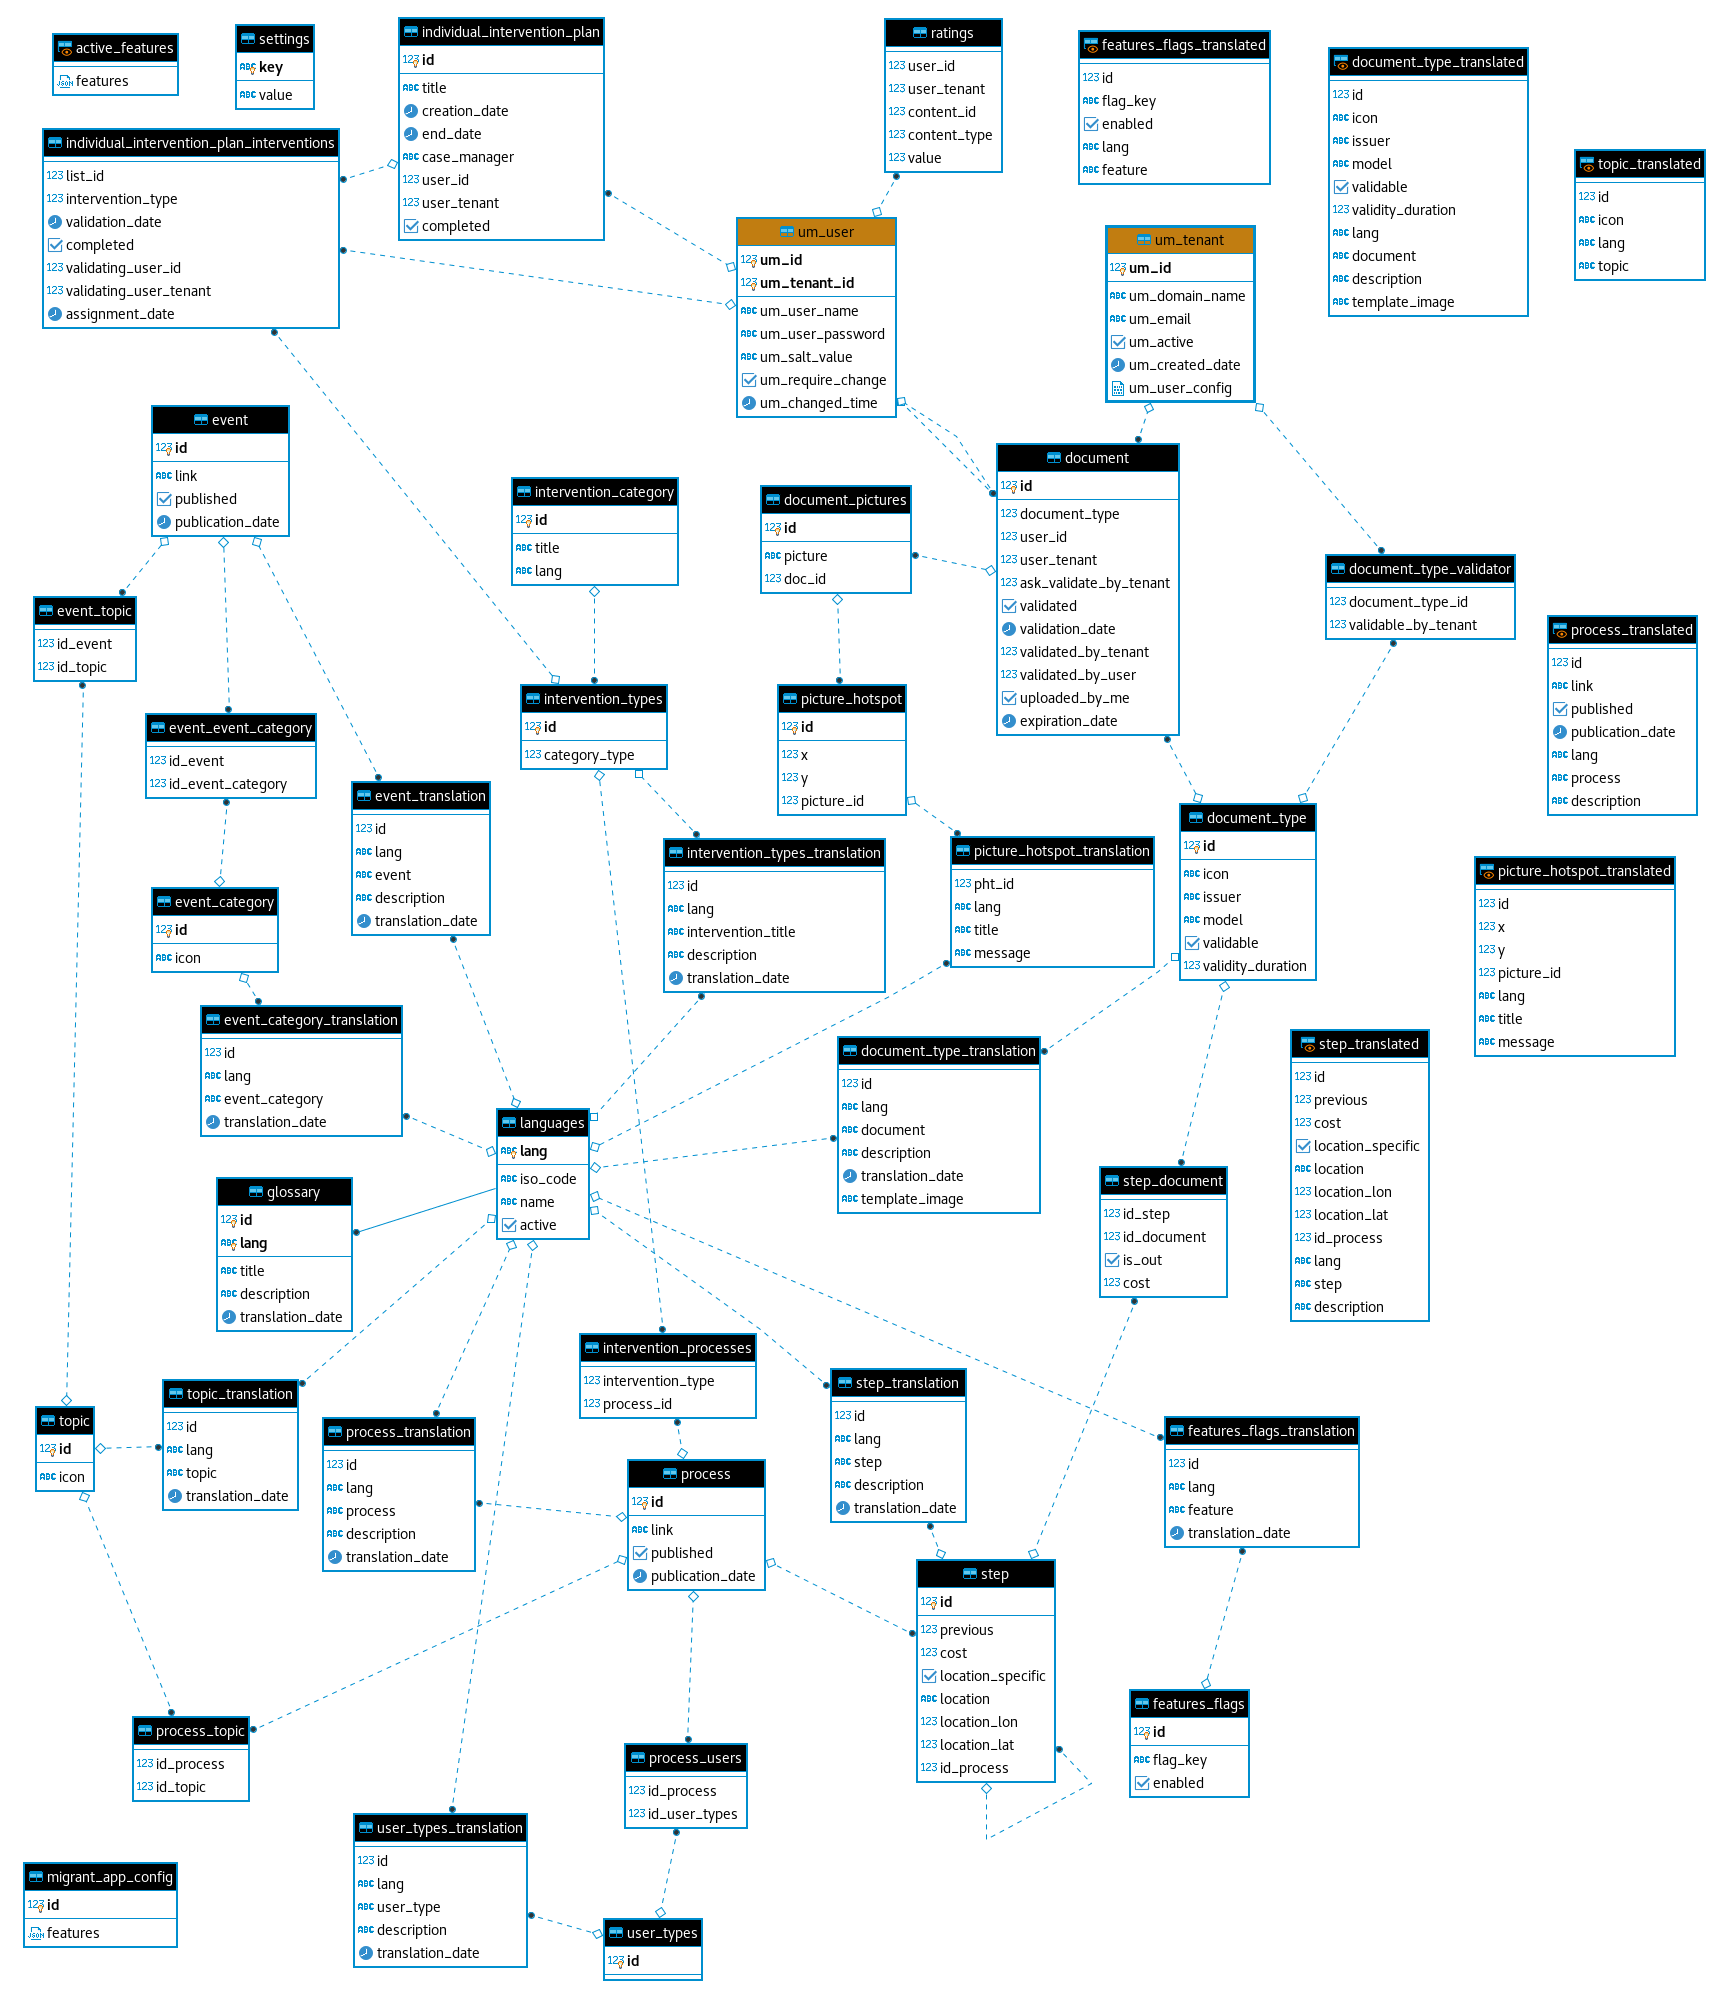 active_features
features
settings
key
value
individual_intervention_plan
id
title
creation_date
end_date
case_manager
user_id
user_tenant
completed
ratings
user_id
user_tenant
content_id
content_type
value
features_flags_translated
id
flag_key
enabled
lang
feature
document_type_translated
id
icon
issuer
model
validable
validity_duration
lang
document
description
template_image
topic_translated
id
icon
lang
topic
individual_intervention_plan_interventions
list_id
intervention_type
validation_date
completed
validating_user_id
validating_user_tenant
assignment_date
um_user
um_id
um_tenant_id
um_user_name
um_user_password
um_salt_value
um_require_change
um_changed_time
um_tenant
um_id
um_domain_name
um_email
um_active
um_created_date
um_user_config
event
id
link
published
publication_date
intervention_category
id
title
lang
document_pictures
id
picture
doc_id
document
id
document_type
user_id
user_tenant
ask_validate_by_tenant
validated
validation_date
validated_by_tenant
validated_by_user
uploaded_by_me
expiration_date
document_type_validator
document_type_id
validable_by_tenant
event_topic
id_event
id_topic
process_translated
id
link
published
publication_date
lang
process
description
event_event_category
id_event
id_event_category
intervention_types
id
category_type
picture_hotspot
id
x
y
picture_id
event_translation
id
lang
event
description
translation_date
intervention_types_translation
id
lang
intervention_title
description
translation_date
picture_hotspot_translation
pht_id
lang
title
message
document_type
id
icon
issuer
model
validable
validity_duration
picture_hotspot_translated
id
x
y
picture_id
lang
title
message
event_category
id
icon
event_category_translation
id
lang
event_category
translation_date
document_type_translation
id
lang
document
description
translation_date
template_image
step_translated
id
previous
cost
location_specific
location
location_lon
location_lat
id_process
lang
step
description
languages
lang
iso_code
name
active
step_document
id_step
id_document
is_out
cost
glossary
id
lang
title
description
translation_date
intervention_processes
intervention_type
process_id
topic
id
icon
topic_translation
id
lang
topic
translation_date
process_translation
id
lang
process
description
translation_date
step_translation
id
lang
step
description
translation_date
features_flags_translation
id
lang
feature
translation_date
process
id
link
published
publication_date
step
id
previous
cost
location_specific
location
location_lon
location_lat
id_process
features_flags
id
flag_key
enabled
process_topic
id_process
id_topic
process_users
id_process
id_user_types
user_types_translation
id
lang
user_type
description
translation_date
migrant_app_config
id
features
user_types
id